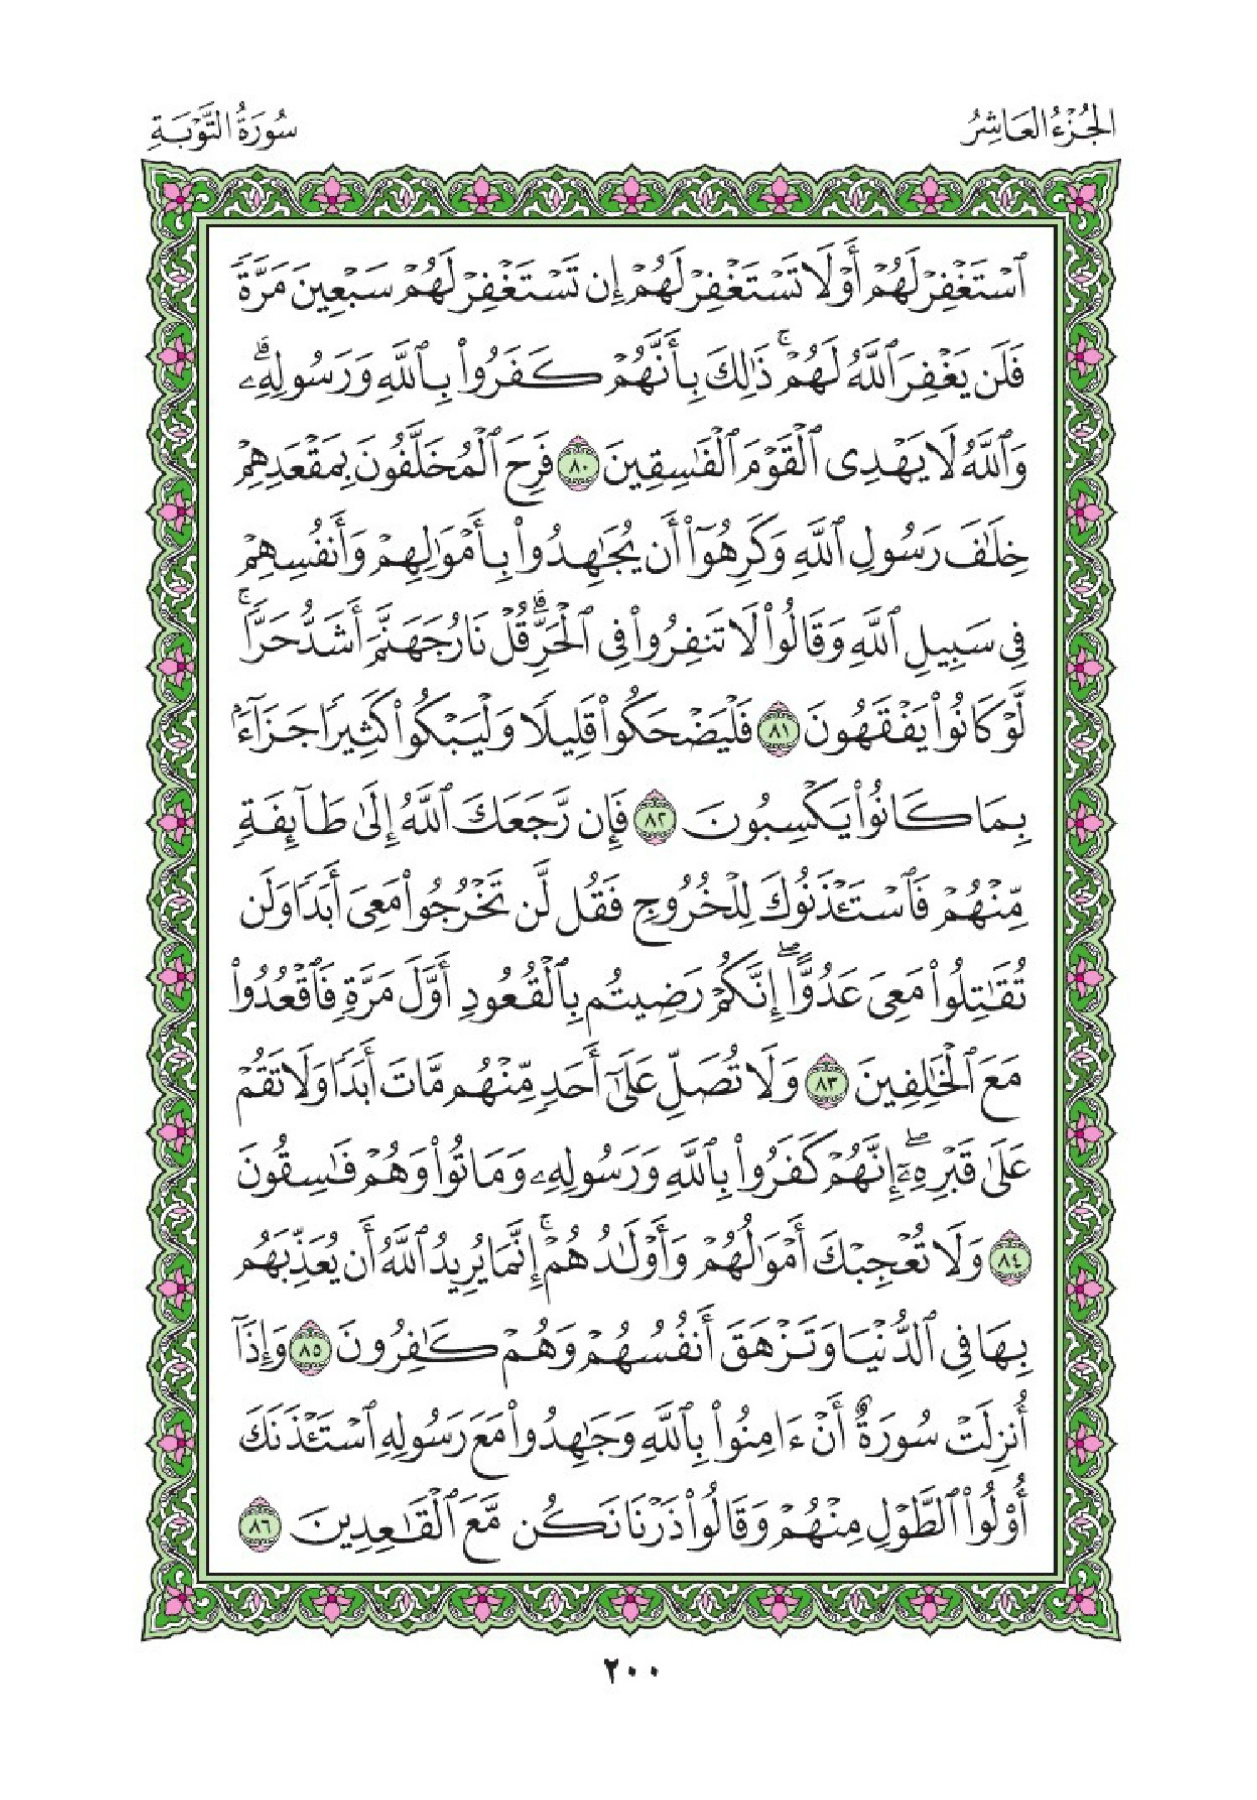 الجُزْءُ العَاشِرُ
سُورَةُ التَّوْبَةِ
ٱسْتَغْفِرْ لَهُمْ أَوْ لَا تَسْتَغْفِرْ لَهُمْ إِن تَسْتَغْفِرْ لَهُمْ سَبْعِينَ مَرَّةً
فَلَن يَغْفِرَ ٱللَّهُ لَهُمْ ۚ ذَٰلِكَ بِأَنَّهُمْ كَفَرُوا۟ بِٱللَّهِ وَرَسُولِهِۦ ۗ
وَٱللَّهُ لَا يَهْدِى ٱلْقَوْمَ ٱلْفَٰسِقِينَ ٨٠ فَرِحَ ٱلْمُخَلَّفُونَ بِمَقْعَدِهِمْ
خِلَٰفَ رَسُولِ ٱللَّهِ وَكَرِهُوٓا۟ أَن يُجَٰهِدُوا۟ بِأَمْوَٰلِهِمْ وَأَنفُسِهِمْ
فِى سَبِيلِ ٱللَّهِ وَقَالُوا۟ لَا تَنفِرُوا۟ فِى ٱلْحَرِّ ۗ قُلْ نَارُ جَهَنَّمَ أَشَدُّ حَرًّا ۚ
لَّوْ كَانُوا۟ يَفْقَهُونَ ٨١ فَلْيَضْحَكُوا۟ قَلِيلًا وَلْيَبْكُوا۟ كَثِيرًا جَزَآءًۢ
بِمَا كَانُوا۟ يَكْسِبُونَ ٨٢ فَإِن رَّجَعَكَ ٱللَّهُ إِلَىٰ طَآئِفَةٍ
مِّنْهُمْ فَٱسْتَـْٔذَنُوكَ لِلْخُرُوجِ فَقُل لَّن تَخْرُجُوا۟ مَعِىَ أَبَدًا وَلَن
تُقَٰتِلُوا۟ مَعِىَ عَدُوًّا ۖ إِنَّكُمْ رَضِيتُم بِٱلْقُعُودِ أَوَّلَ مَرَّةٍ فَٱقْعُدُوا۟
مَعَ ٱلْخَٰلِفِينَ ٨٣ وَلَا تُصَلِّ عَلَىٰٓ أَحَدٍ مِّنْهُم مَّاتَ أَبَدًا وَلَا تَقُمْ
عَلَىٰ قَبْرِهِۦٓ ۖ إِنَّهُمْ كَفَرُوا۟ بِٱللَّهِ وَرَسُولِهِۦ وَمَاتُوا۟ وَهُمْ فَٰسِقُونَ
٨٤ وَلَا تُعْجِبْكَ أَمْوَٰلُهُمْ وَأَوْلَٰدُهُمْ ۚ إِنَّمَا يُرِيدُ ٱللَّهُ أَن يُعَذِّبَهُم
بِهَا فِى ٱلدُّنْيَا وَتَزْهَقَ أَنفُسُهُمْ وَهُمْ كَٰفِرُونَ ٨٥ وَإِذَآ
أُنزِلَتْ سُورَةٌ أَنْ ءَامِنُوا۟ بِٱللَّهِ وَجَٰهِدُوا۟ مَعَ رَسُولِهِ ٱسْتَـْٔذَنَكَ
أُو۟لُوا۟ ٱلطَّوْلِ مِنْهُمْ وَقَالُوا۟ ذَرْنَا نَكُن مَّعَ ٱلْقَٰعِدِينَ ٨٦
٢٠٠